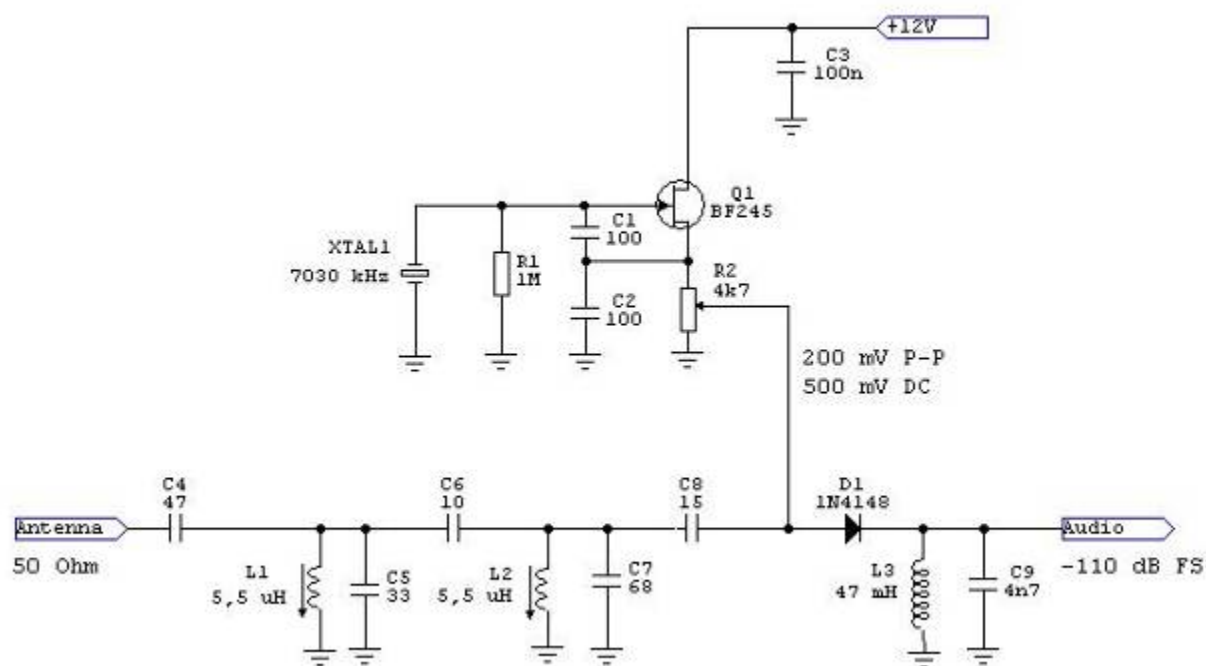 +12V
C3
100n
Q1
BF245
C1
100
XTAL1
7030 kHz
R1
1M
R2
4k7
C2
100
200 mV P-P
500 mV DC
C4
47
C6
10
C8
15
D1
1N4148
Antenna
Audio
50 Ohm
L1
5,5 uH
C5
33
L2
5,5 uH
C7
68
L3
47 mH
C9
4n7
-110 dB FS